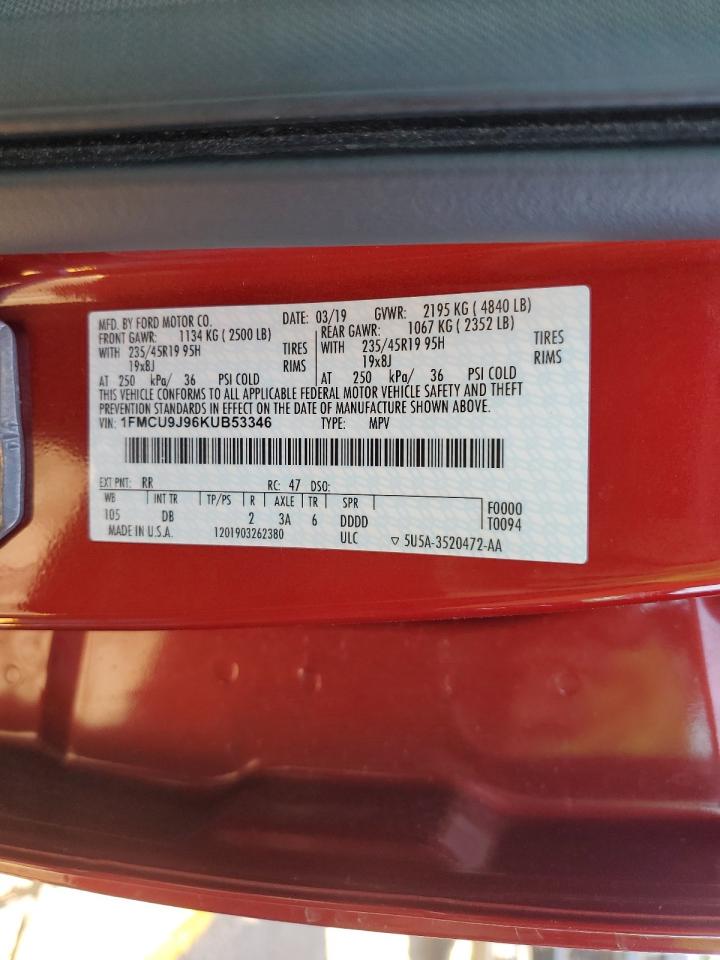 MFD. BY FORD MOTOR CO. DATE: 03/19 GVWR: 2195 KG ( 4840 LB)
FRONT GAWR: 1134 KG ( 2500 LB) REAR GAWR: 1067 KG ( 2352 LB)
WITH 235/45R19 95H TIRES WITH 235/45R19 95H TIRES
19x8J RIMS 19x8J RIMS
AT 250 kPa/ 36 PSI COLD AT 250 kPa/ 36 PSI COLD
THIS VEHICLE CONFORMS TO ALL APPLICABLE FEDERAL MOTOR VEHICLE SAFETY AND THEFT
PREVENTION STANDARDS IN EFFECT ON THE DATE OF MANUFACTURE SHOWN ABOVE.
VIN: 1FMCU9J96KUB53346 TYPE: MPV
EXT PNT: RR RC: 47 DSO:
WB INT TR TP/PS R AXLE TR SPR F0000
105 DB 2 3A 6 DDDD T0094
MADE IN U.S.A. 1201903262380 ULC ▽ 5U5A-3520472-AA